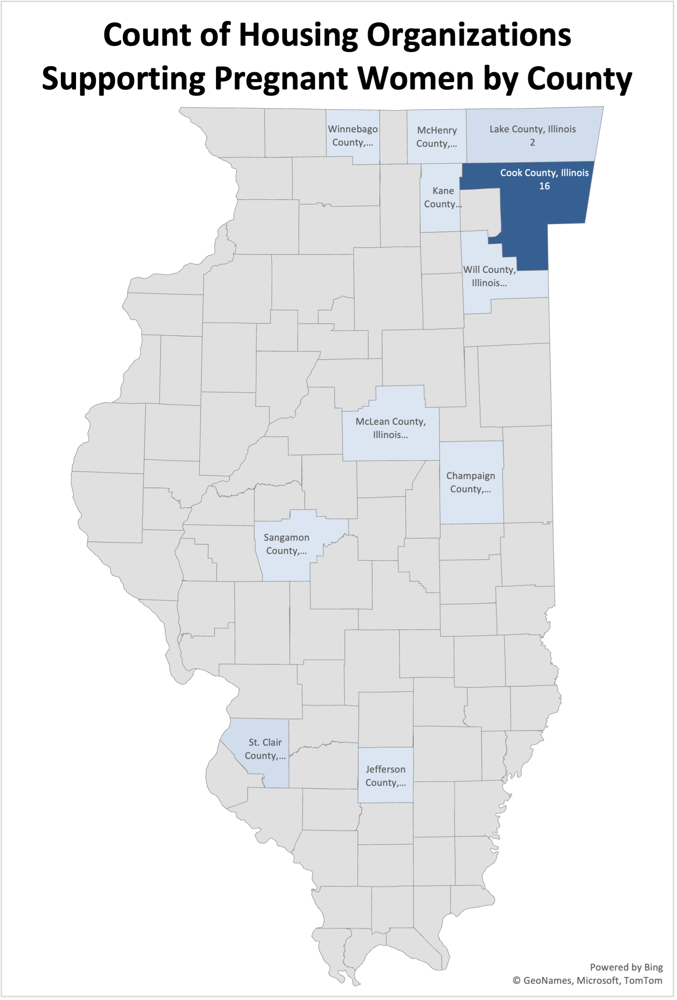 Count of Housing Organizations
Supporting Pregnant Women by County
Winnebago
County,...
McHenry
County,...
Lake County, Illinois
2
Cook County, Illinois
16
Kane
County...
Will County,
Illinois...
McLean County,
Illinois...
Champaign
County,...
Sangamon
County,...
St. Clair
County,...
Jefferson
County,...
Powered by Bing
© GeoNames, Microsoft, TomTom